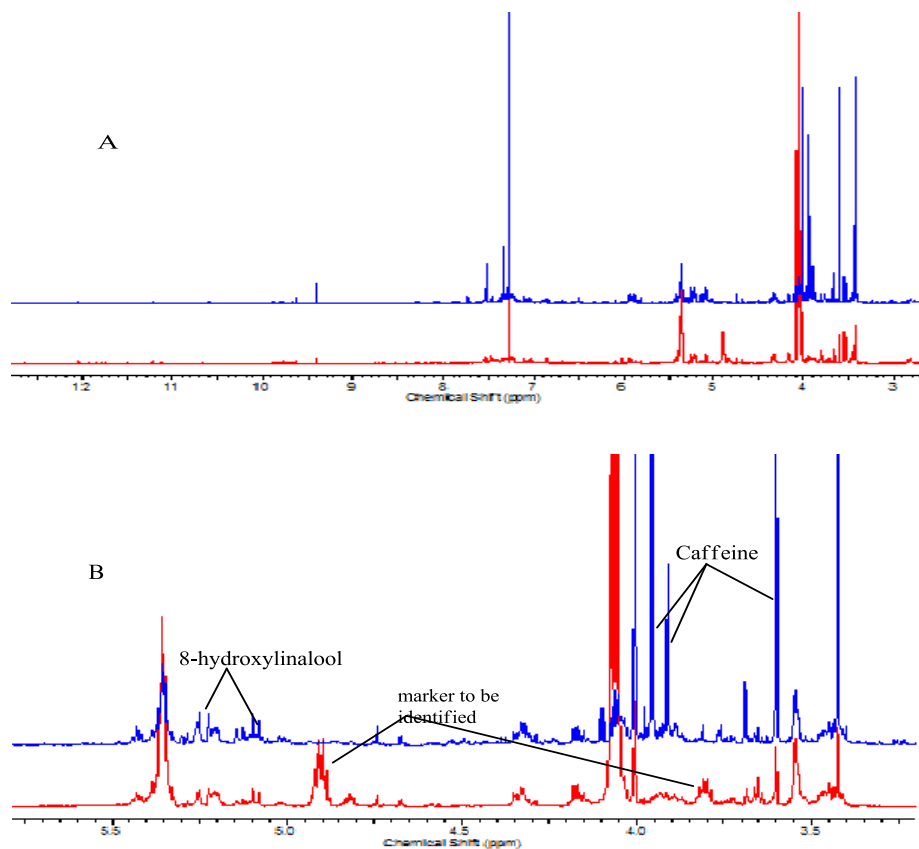 A
12
11
10
9
8
7
6
5
4
3
Chemical Shift (ppm)
B
8-hydroxylinalool
marker to be
identified
Caffeine
5.5
5.0
4.5
4.0
3.5
Chemical Shift (ppm)